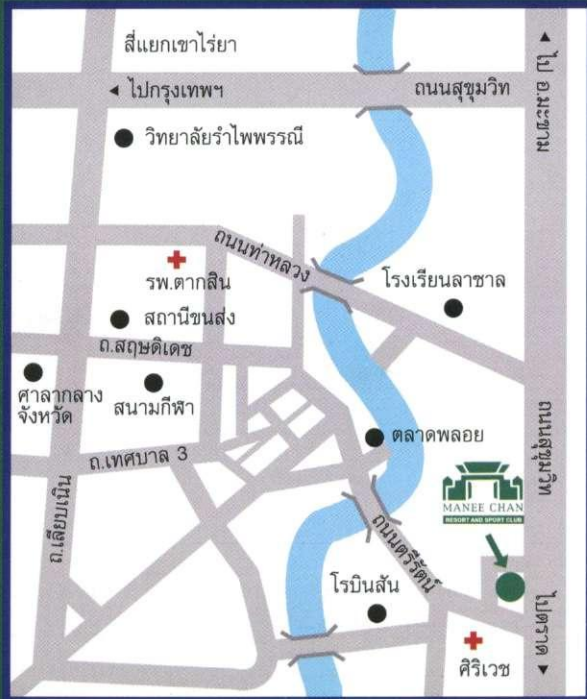 สี่แยกเขาไร่ยา
◄ ไปกรุงเทพฯ
ถนนสุขุมวิท
◄ ไป อ.มะขาม
วิทยาลัยรำไพพรรณี
ถนนท่าหลวง
รพ.ตากสิน
โรงเรียนลาซาล
สถานีขนส่ง
ถ.สฤษดิเดช
ศาลากลาง
จังหวัด
สนามกีฬา
ตลาดพลอย
ถนนสุขุมวิท
ถ.เทศบาล 3
MANEE CHAN
RESORT AND SPORT CLUB
ถ.เลียบเนิน
ถนนตรีรัตน์
โรบินสัน
ไปตราด ►
ศิริเวช